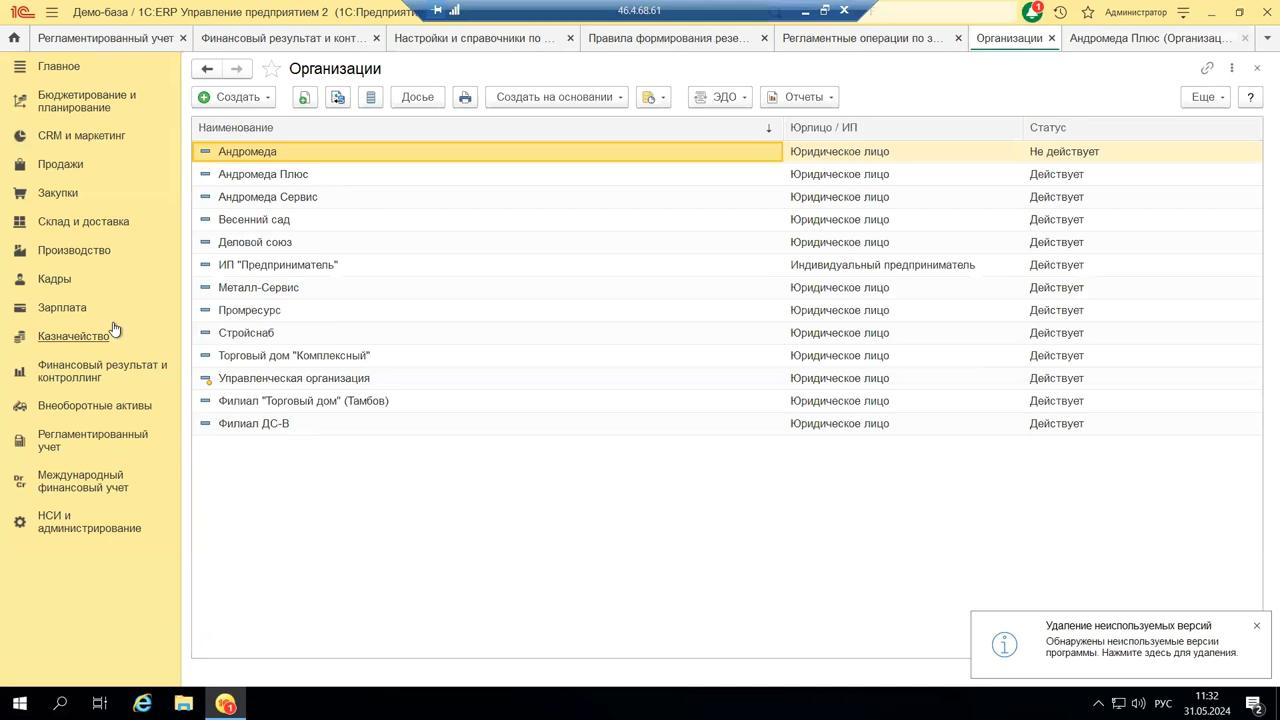 Демо-база / 1С:ERP Управление предприятием 2 (1С:Предприяти
46.4.68.61
1
Администратор
Регламентированный учет
Финансовый результат и конт...
Настройки и справочники по ...
Правила формирования резе...
Регламентные операции по з...
Организации
Андромеда Плюс (Организац...
Главное
Бюджетирование и
планирование
CRM и маркетинг
Продажи
Закупки
Склад и доставка
Производство
Кадры
Зарплата
Казначейство
Финансовый результат и
контроллинг
Внеоборотные активы
Регламентированный
учет
Dr
Cr
Международный
финансовый учет
НСИ и
администрирование
Организации
Создать
Досье
Создать на основании
ЭДО
Отчеты
Еще
?
Наименование Юрлицо / ИП Статус
Андромеда Юридическое лицо Не действует
Андромеда Плюс Юридическое лицо Действует
Андромеда Сервис Юридическое лицо Действует
Весенний сад Юридическое лицо Действует
Деловой союз Юридическое лицо Действует
ИП "Предприниматель" Индивидуальный предприниматель Действует
Металл-Сервис Юридическое лицо Действует
Промресурс Юридическое лицо Действует
Стройснаб Юридическое лицо Действует
Торговый дом "Комплексный" Юридическое лицо Действует
Управленческая организация Юридическое лицо Действует
Филиал "Торговый дом" (Тамбов) Юридическое лицо Действует
Филиал ДС-В Юридическое лицо Действует
Удаление неиспользуемых версий
Обнаружены неиспользуемые версии
программы. Нажмите здесь для удаления.
1
РУС
11:32
31.05.2024
2